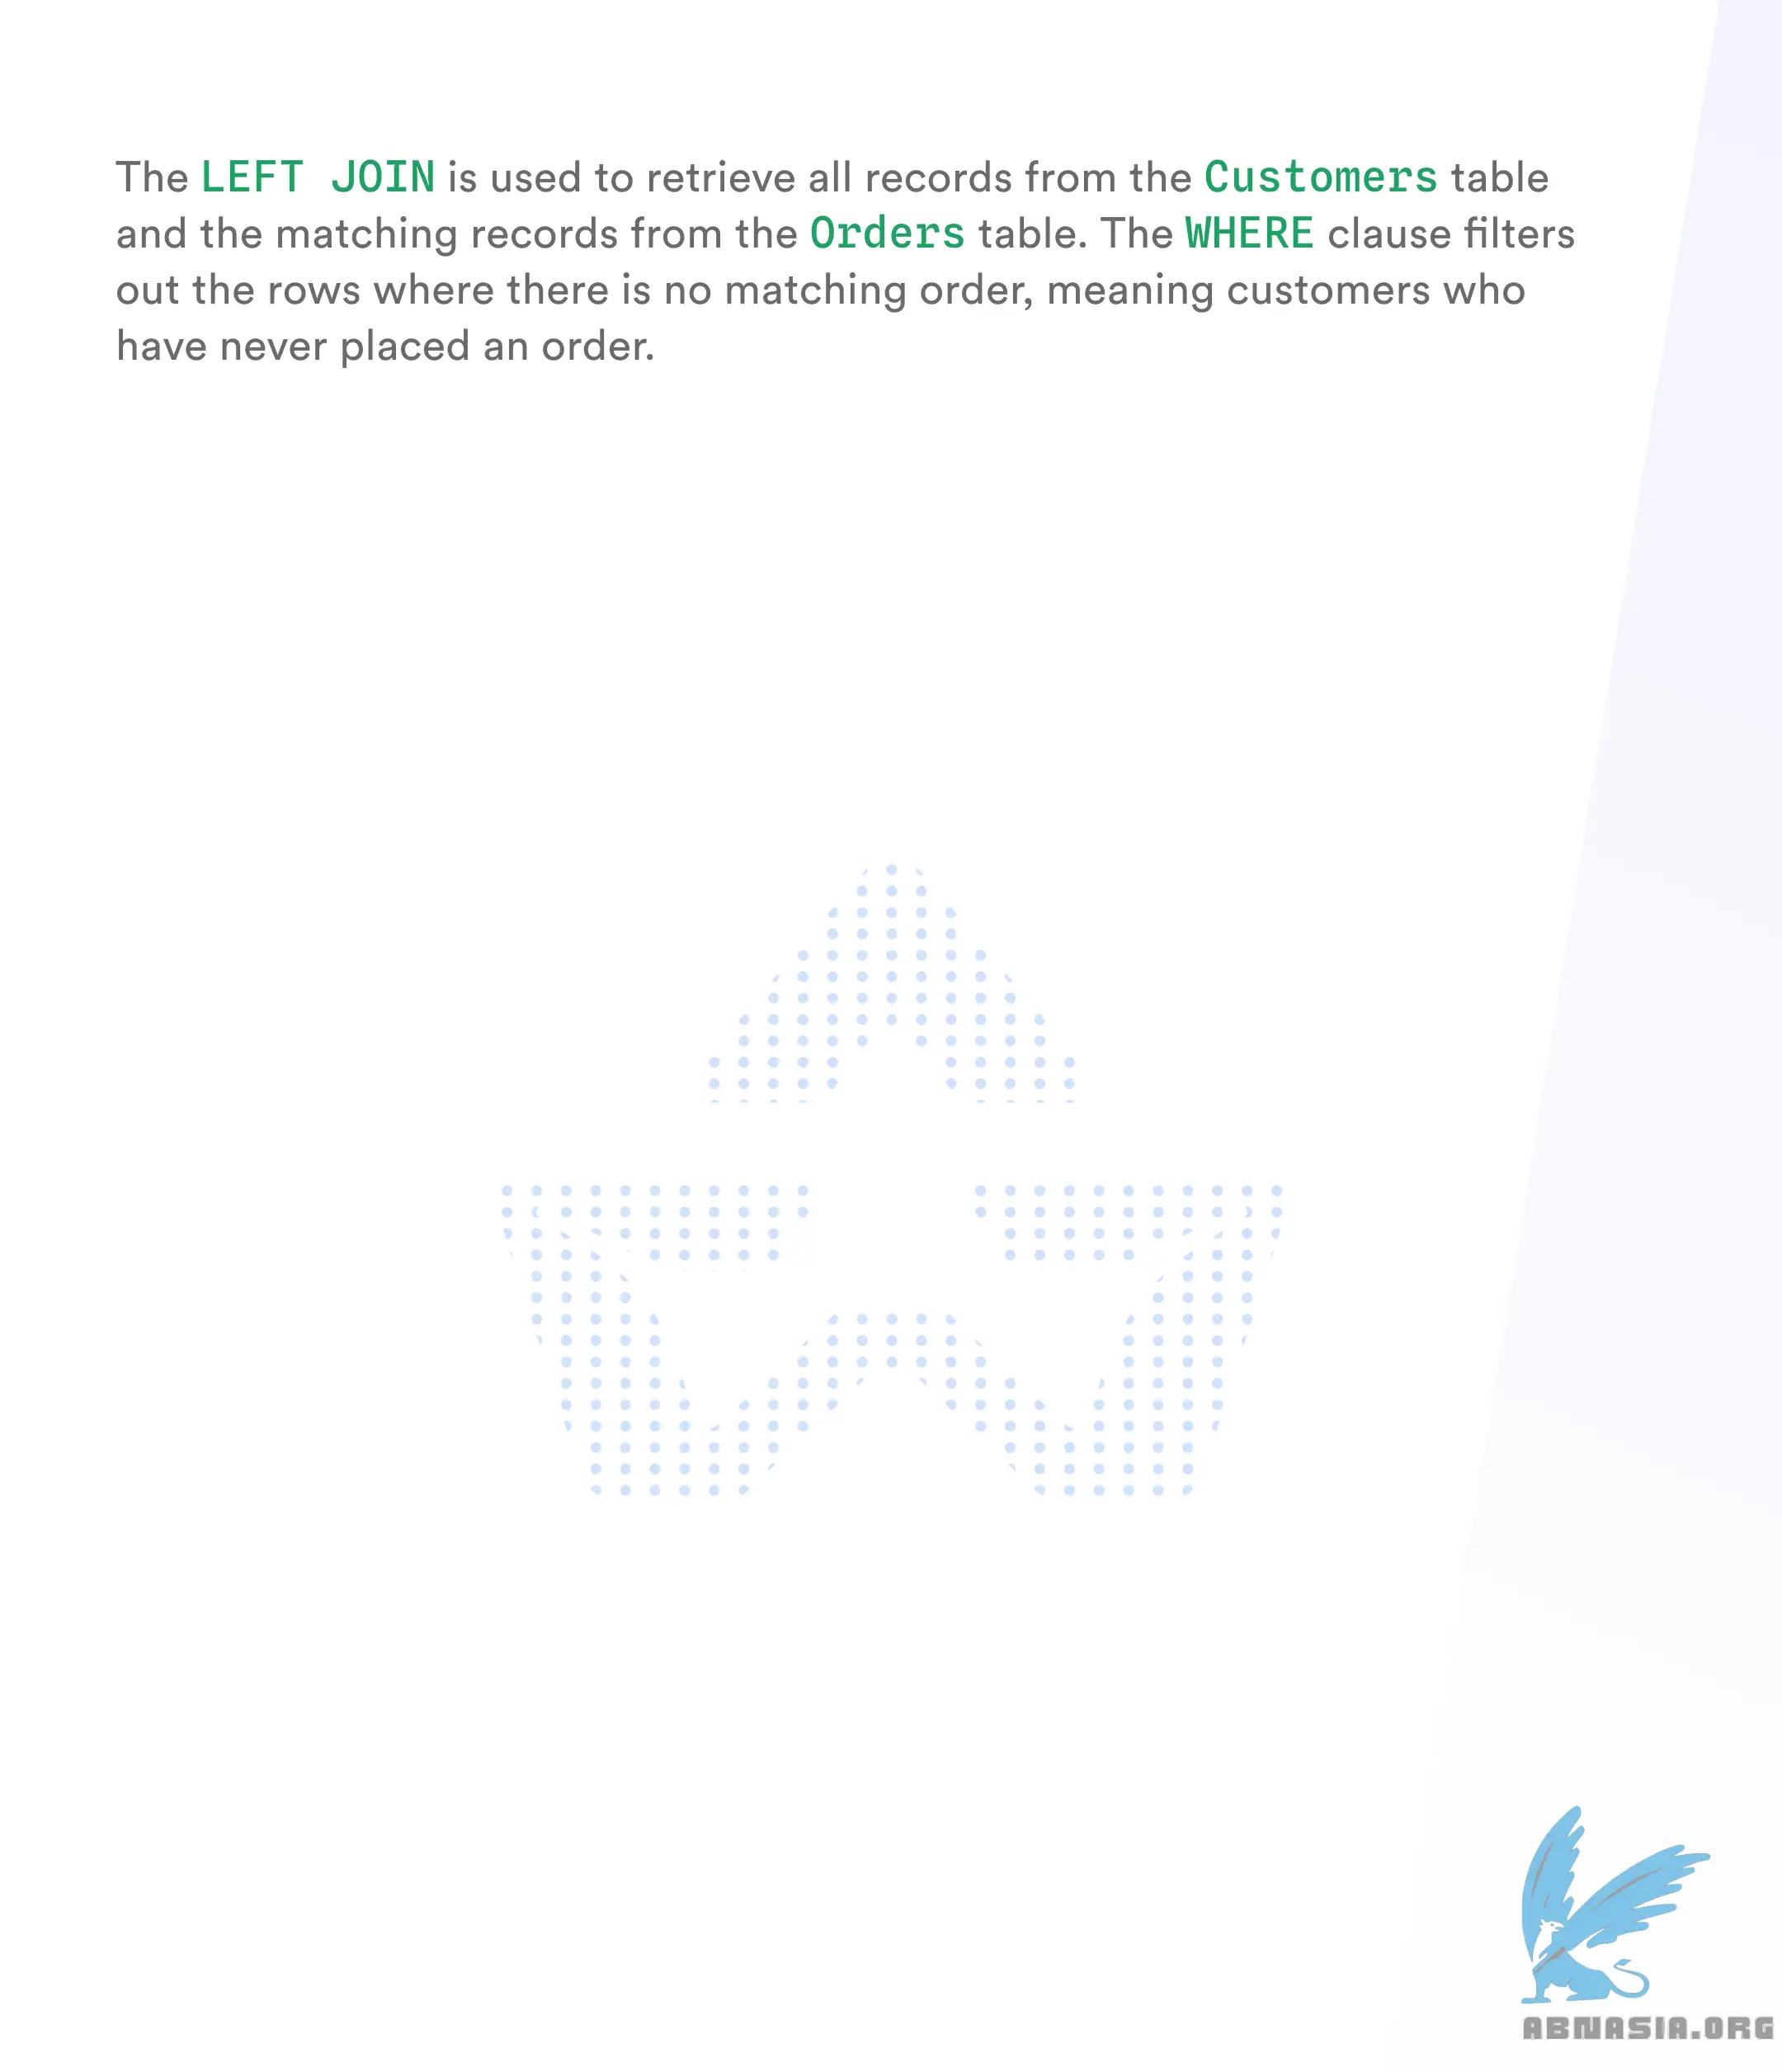 The LEFT JOIN is used to retrieve all records from the Customers table
and the matching records from the Orders table. The WHERE clause filters
out the rows where there is no matching order, meaning customers who
have never placed an order.
ABNASIA.ORG